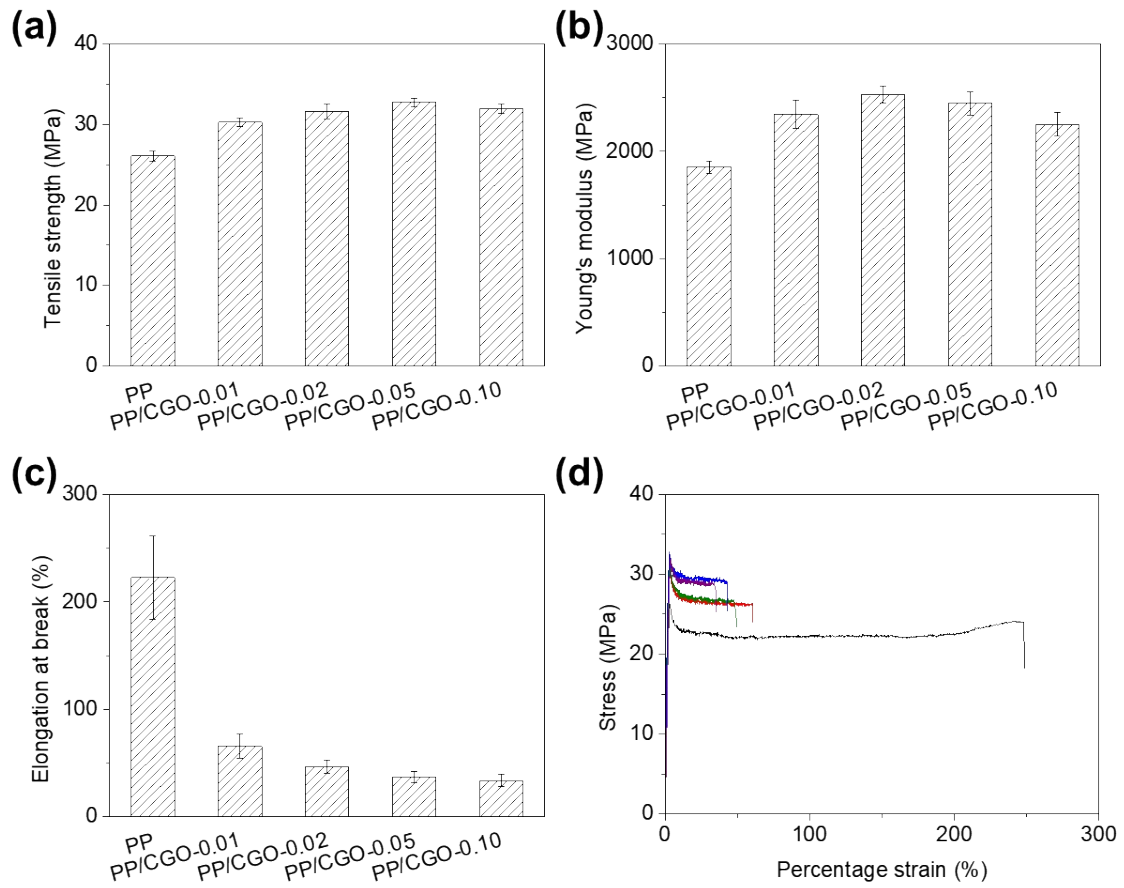 (a)
40
30
20
10
0
Tensile strength (MPa)
PP
PP/CGO-0.01
PP/CGO-0.02
PP/CGO-0.05
PP/CGO-0.10
(b)
3000
2000
1000
0
Young's modulus (MPa)
PP
PP/CGO-0.01
PP/CGO-0.02
PP/CGO-0.05
PP/CGO-0.10
(c)
300
200
100
0
Elongation at break (%)
PP
PP/CGO-0.01
PP/CGO-0.02
PP/CGO-0.05
PP/CGO-0.10
(d)
40
30
20
10
0
Stress (MPa)
0 100 200 300
Percentage strain (%)